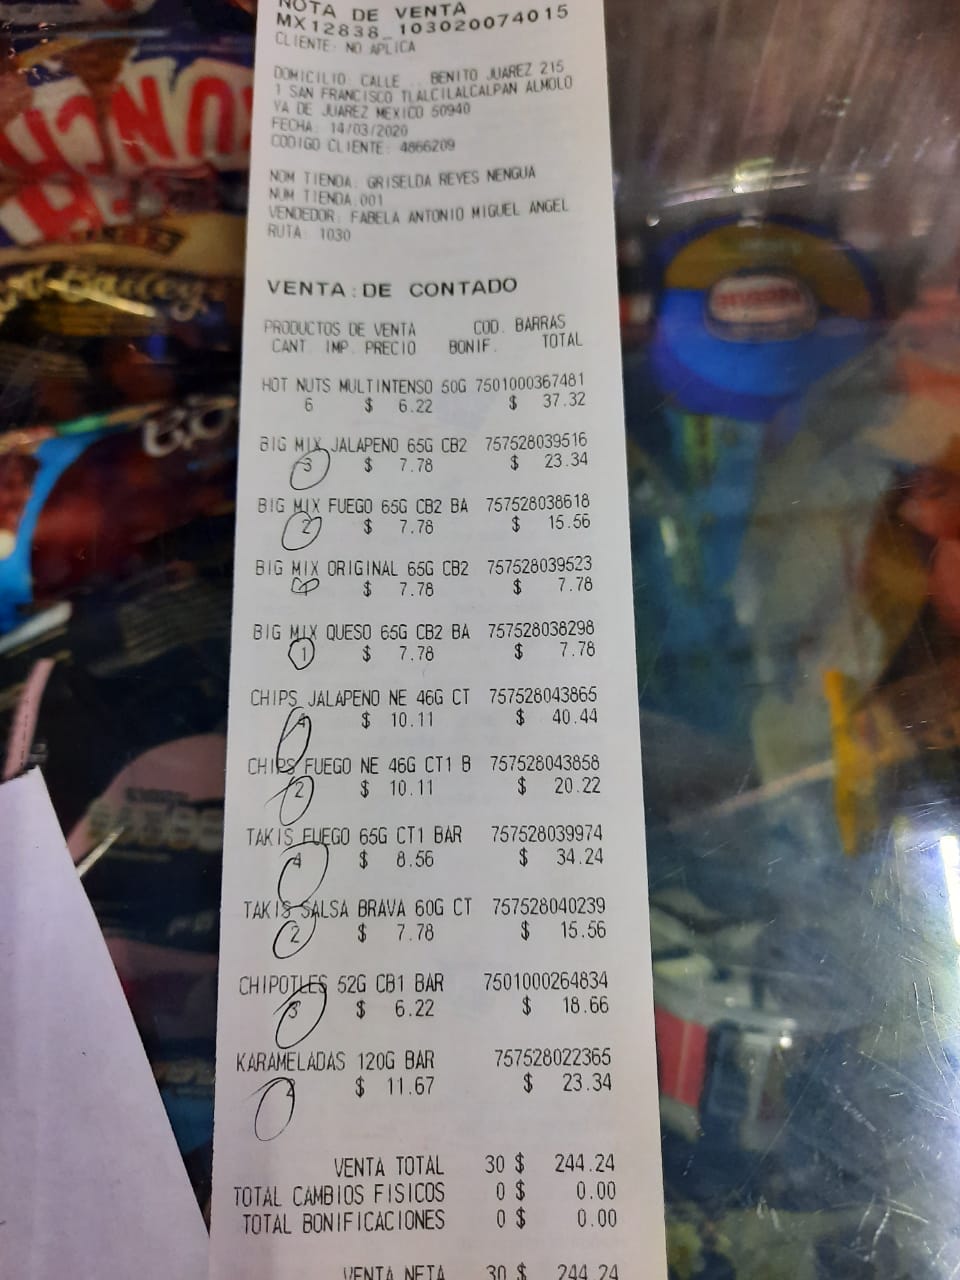 NOTA DE VENTA
MX12838_103020074015
CLIENTE: NO APLICA
DOMICILIO: CALLE .. BENITO JUAREZ 215
1 SAN FRANCISCO TLALCILALCALPAN ALMOLO
YA DE JUAREZ MEXICO 50940
FECHA: 14/03/2020
CODIGO CLIENTE: 4866209
NOM TIENDA: GRISELDA REYES NENGUA
NUM TIENDA:001
VENDEDOR: FABELA ANTONIO MIGUEL ANGEL
RUTA: 1030
VENTA:DE CONTADO
PRODUCTOS DE VENTA COD. BARRAS
CANT. IMP. PRECIO BONIF. TOTAL
HOT NUTS MULTINTENSO 50G 7501000367481
6 $ 6.22 $ 37.32
BIG MIX JALAPENO 65G CB2 757528039516
3 $ 7.78 $ 23.34
BIG MIX FUEGO 65G CB2 BA 757528038618
2 $ 7.78 $ 15.56
BIG MIX ORIGINAL 65G CB2 757528039523
1 $ 7.78 $ 7.78
BIG MIX QUESO 65G CB2 BA 757528038298
1 $ 7.78 $ 7.78
CHIPS JALAPENO NE 46G CT 757528043865
4 $ 10.11 $ 40.44
CHIPS FUEGO NE 46G CT1 B 757528043858
2 $ 10.11 $ 20.22
TAKIS FUEGO 65G CT1 BAR 757528039974
4 $ 8.56 $ 34.24
TAKIS SALSA BRAVA 60G CT 757528040239
2 $ 7.78 $ 15.56
CHIPOTLES 52G CB1 BAR 7501000264834
3 $ 6.22 $ 18.66
KARAMELADAS 120G BAR 757528022365
2 $ 11.67 $ 23.34
VENTA TOTAL 30 $ 244.24
TOTAL CAMBIOS FISICOS 0 $ 0.00
TOTAL BONIFICACIONES 0 $ 0.00
VENTA NETA 30 $ 244.24